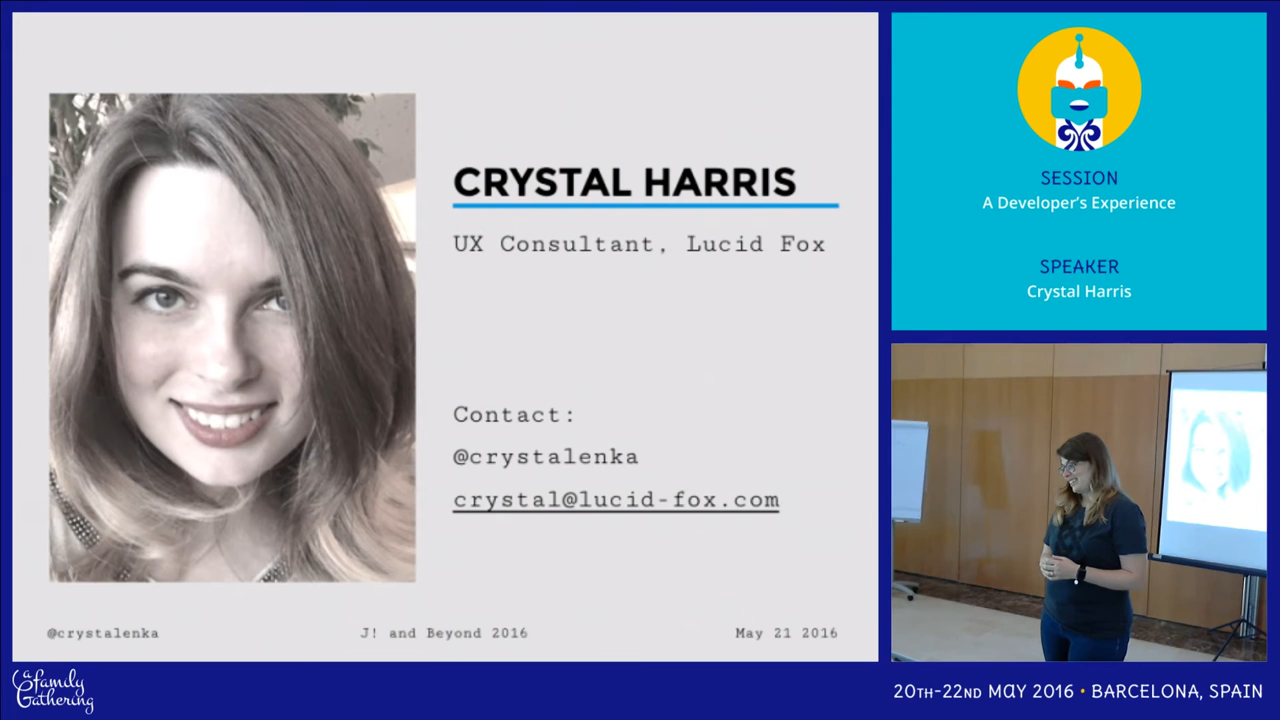 CRYSTAL HARRIS
UX Consultant, Lucid Fox
Contact:
@crystalenka
crystal@lucid-fox.com
@crystalenka
J! and Beyond 2016
May 21 2016
SESSION
A Developer's Experience
SPEAKER
Crystal Harris
a family
Gathering
20TH-22ND MAY 2016 • BARCELONA, SPAIN